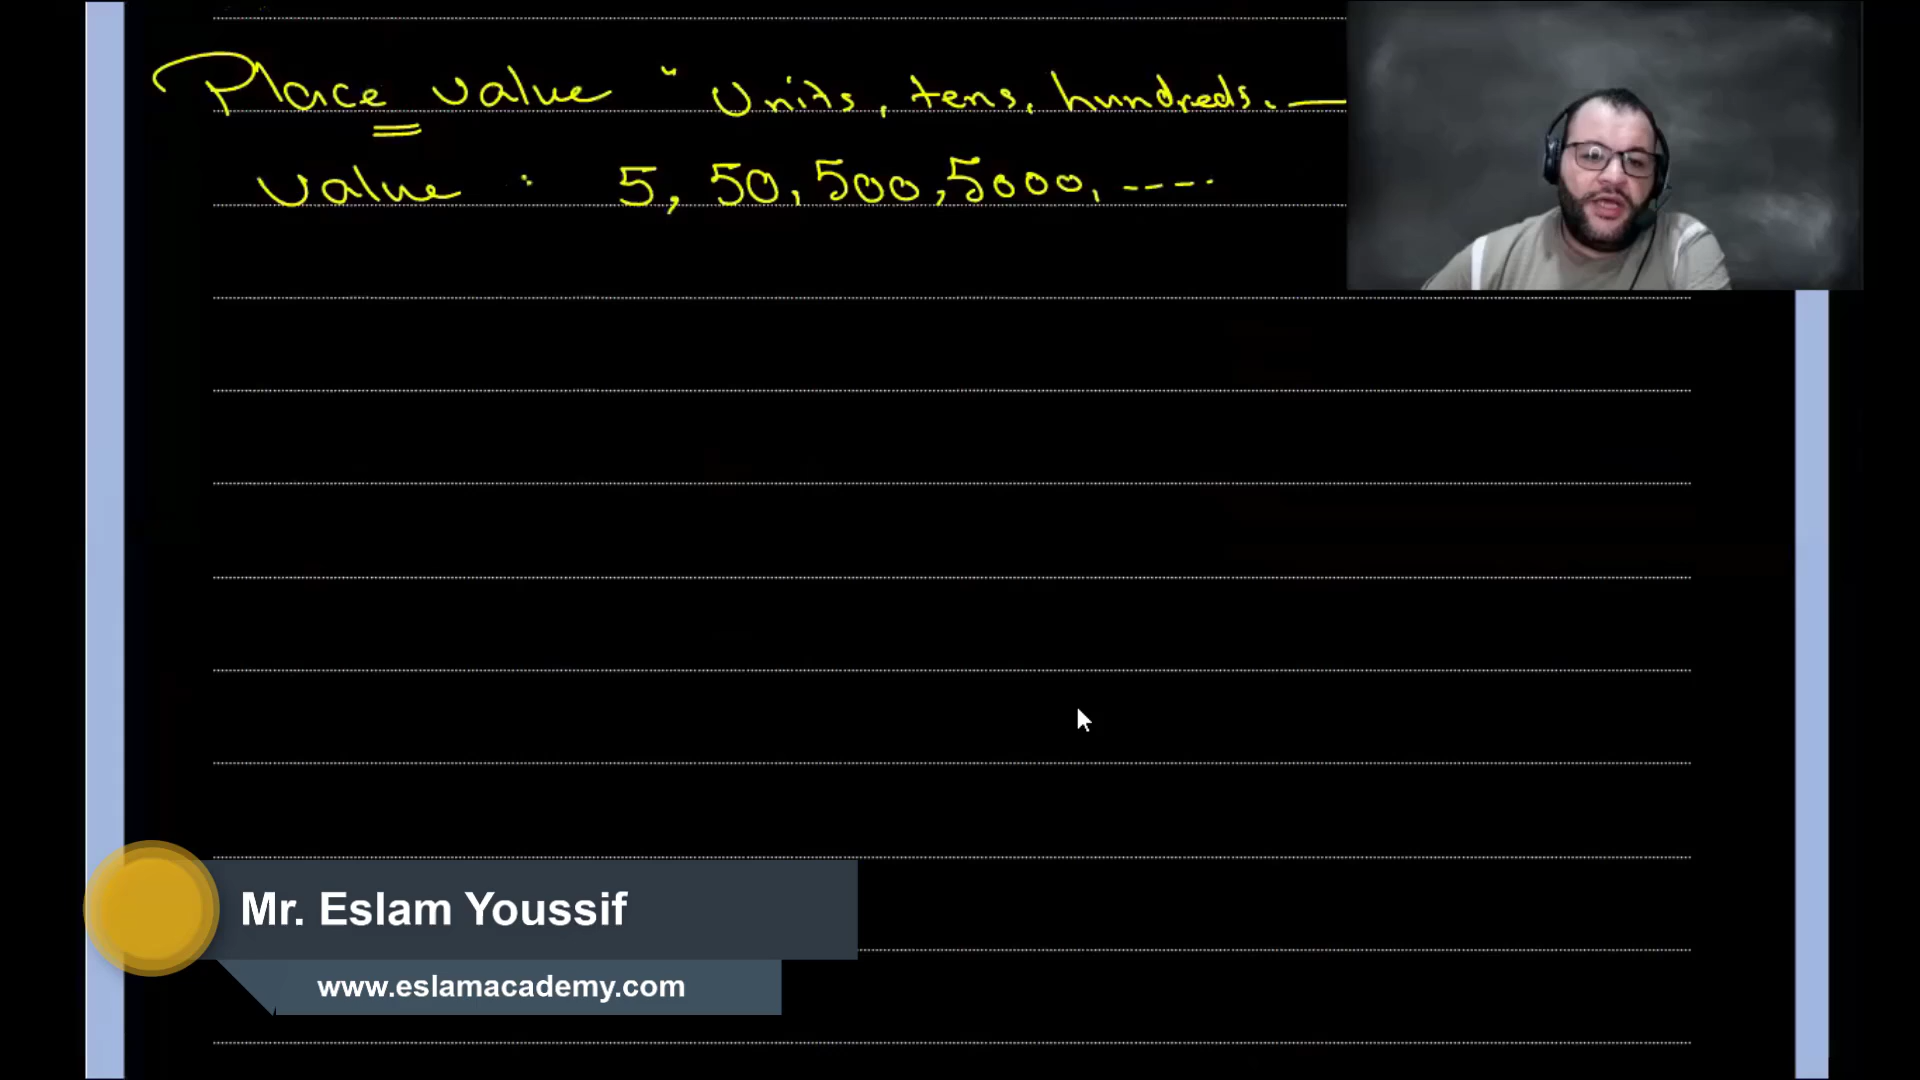 Place value " Units, tens, hundreds. —
value : 5, 50, 500, 5000, ----
Mr. Eslam Youssif
www.eslamacademy.com